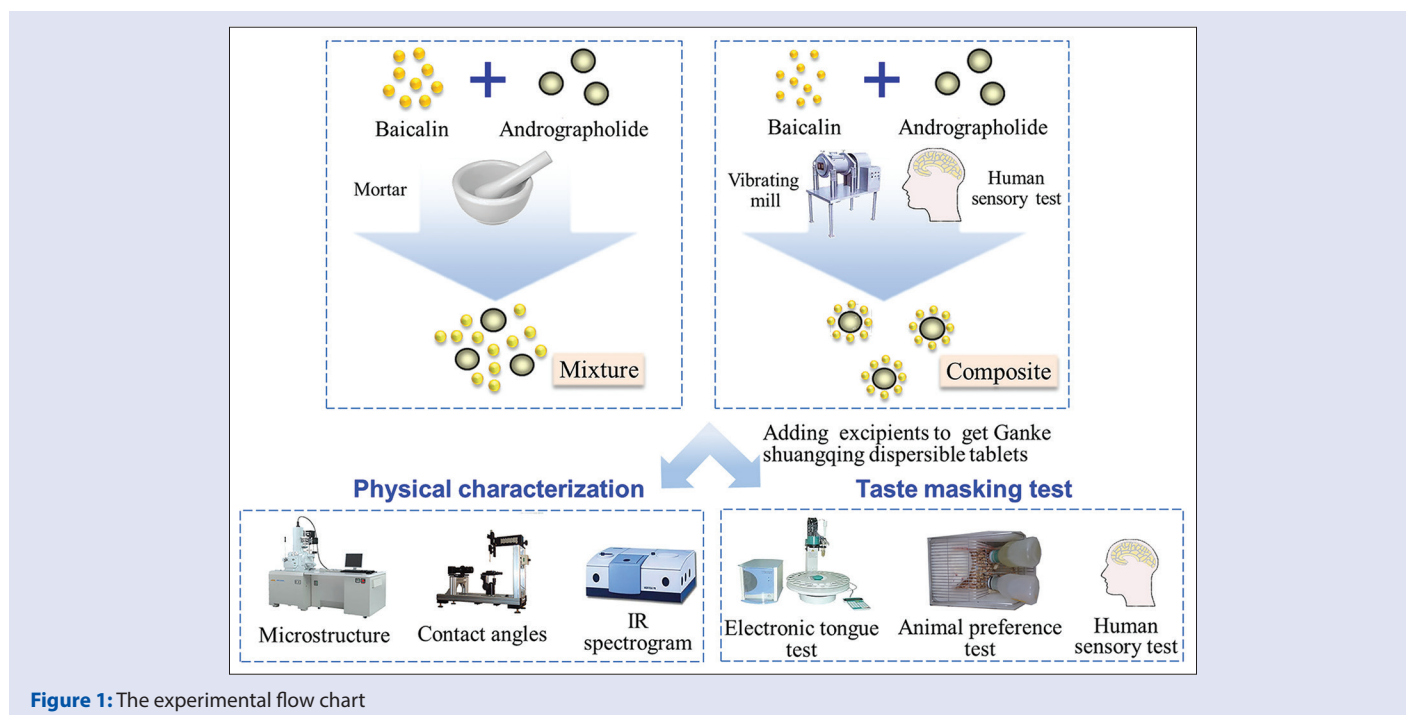 Baicalin
Andrographolide
Mortar
Mixture
Baicalin
Andrographolide
Vibrating
mill
Human
sensory test
Composite
Adding excipients to get Ganke
shuangqing dispersible tablets
Physical characterization
Microstructure
Contact angles
IR
spectrogram
Taste masking test
Electronic tongue
test
Animal preference
test
Human
sensory test
Figure 1: The experimental flow chart